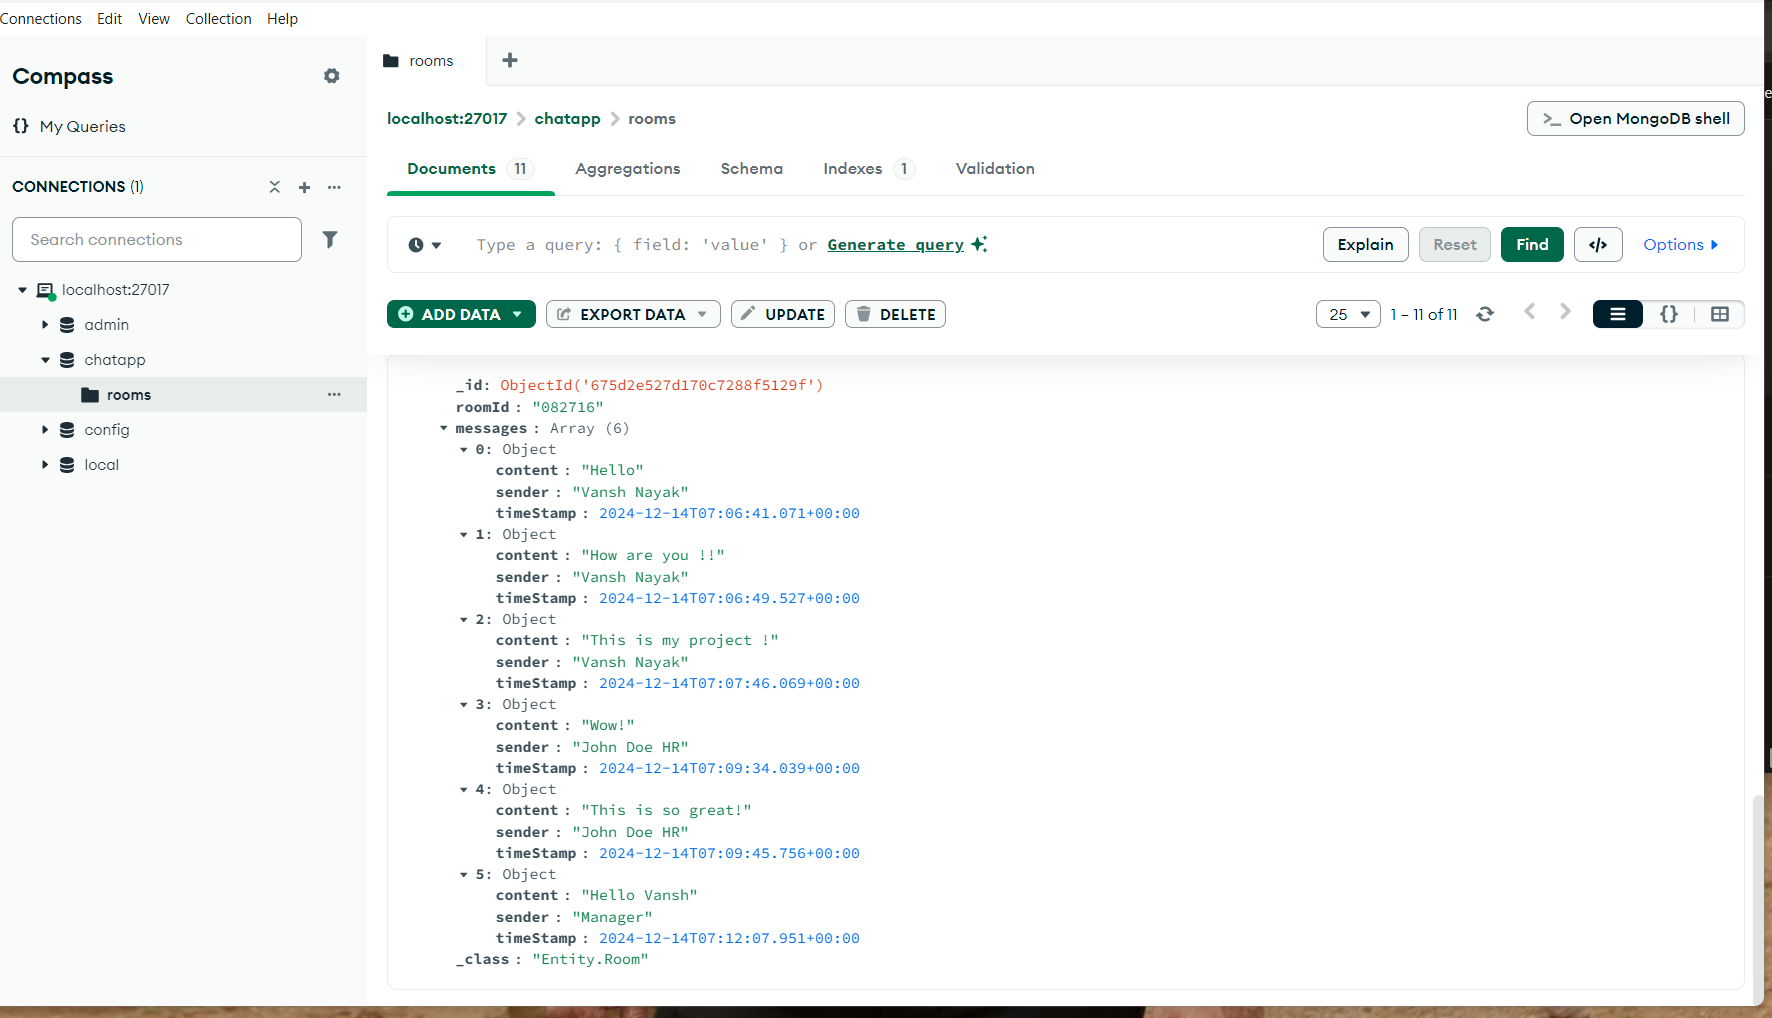 Connections Edit View Collection Help
Compass
{} My Queries
CONNECTIONS (1)
Search connections
localhost:27017
admin
chatapp
rooms
config
local
rooms
localhost:27017 > chatapp > rooms
>_ Open MongoDB shell
Documents 11 Aggregations Schema Indexes 1 Validation
Type a query: { field: 'value' } or Generate query
Explain Reset Find </> Options
ADD DATA EXPORT DATA UPDATE DELETE
25 1 – 11 of 11 {}
_id: ObjectId('675d2e527d170c7288f5129f')
roomId : "082716"
messages : Array (6)
0: Object
content : "Hello"
sender : "Vansh Nayak"
timeStamp : 2024-12-14T07:06:41.071+00:00
1: Object
content : "How are you !!"
sender : "Vansh Nayak"
timeStamp : 2024-12-14T07:06:49.527+00:00
2: Object
content : "This is my project !"
sender : "Vansh Nayak"
timeStamp : 2024-12-14T07:07:46.069+00:00
3: Object
content : "Wow!"
sender : "John Doe HR"
timeStamp : 2024-12-14T07:09:34.039+00:00
4: Object
content : "This is so great!"
sender : "John Doe HR"
timeStamp : 2024-12-14T07:09:45.756+00:00
5: Object
content : "Hello Vansh"
sender : "Manager"
timeStamp : 2024-12-14T07:12:07.951+00:00
_class : "Entity.Room"